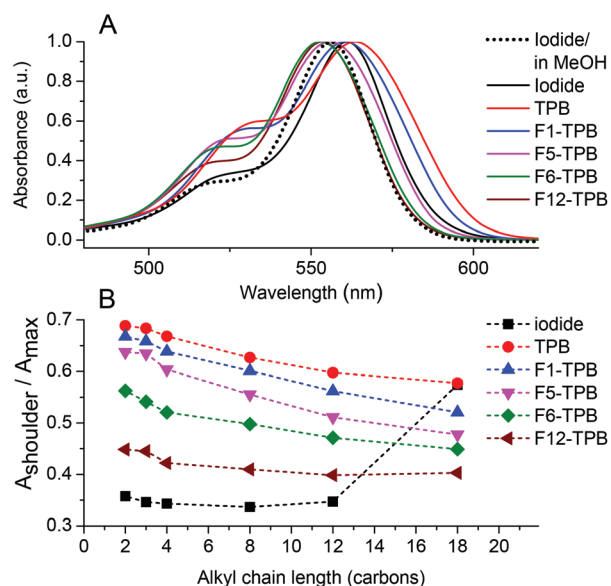 A
Absorbance (a.u.)
1.0
0.8
0.6
0.4
0.2
0.0
500
550
600
Wavelength (nm)
Iodide/
in MeOH
Iodide
TPB
F1-TPB
F5-TPB
F6-TPB
F12-TPB
B
Ashoulder / Amax
0.7
0.6
0.5
0.4
0.3
0
2
4
6
8
10
12
14
16
18
20
Alkyl chain length (carbons)
iodide
TPB
F1-TPB
F5-TPB
F6-TPB
F12-TPB